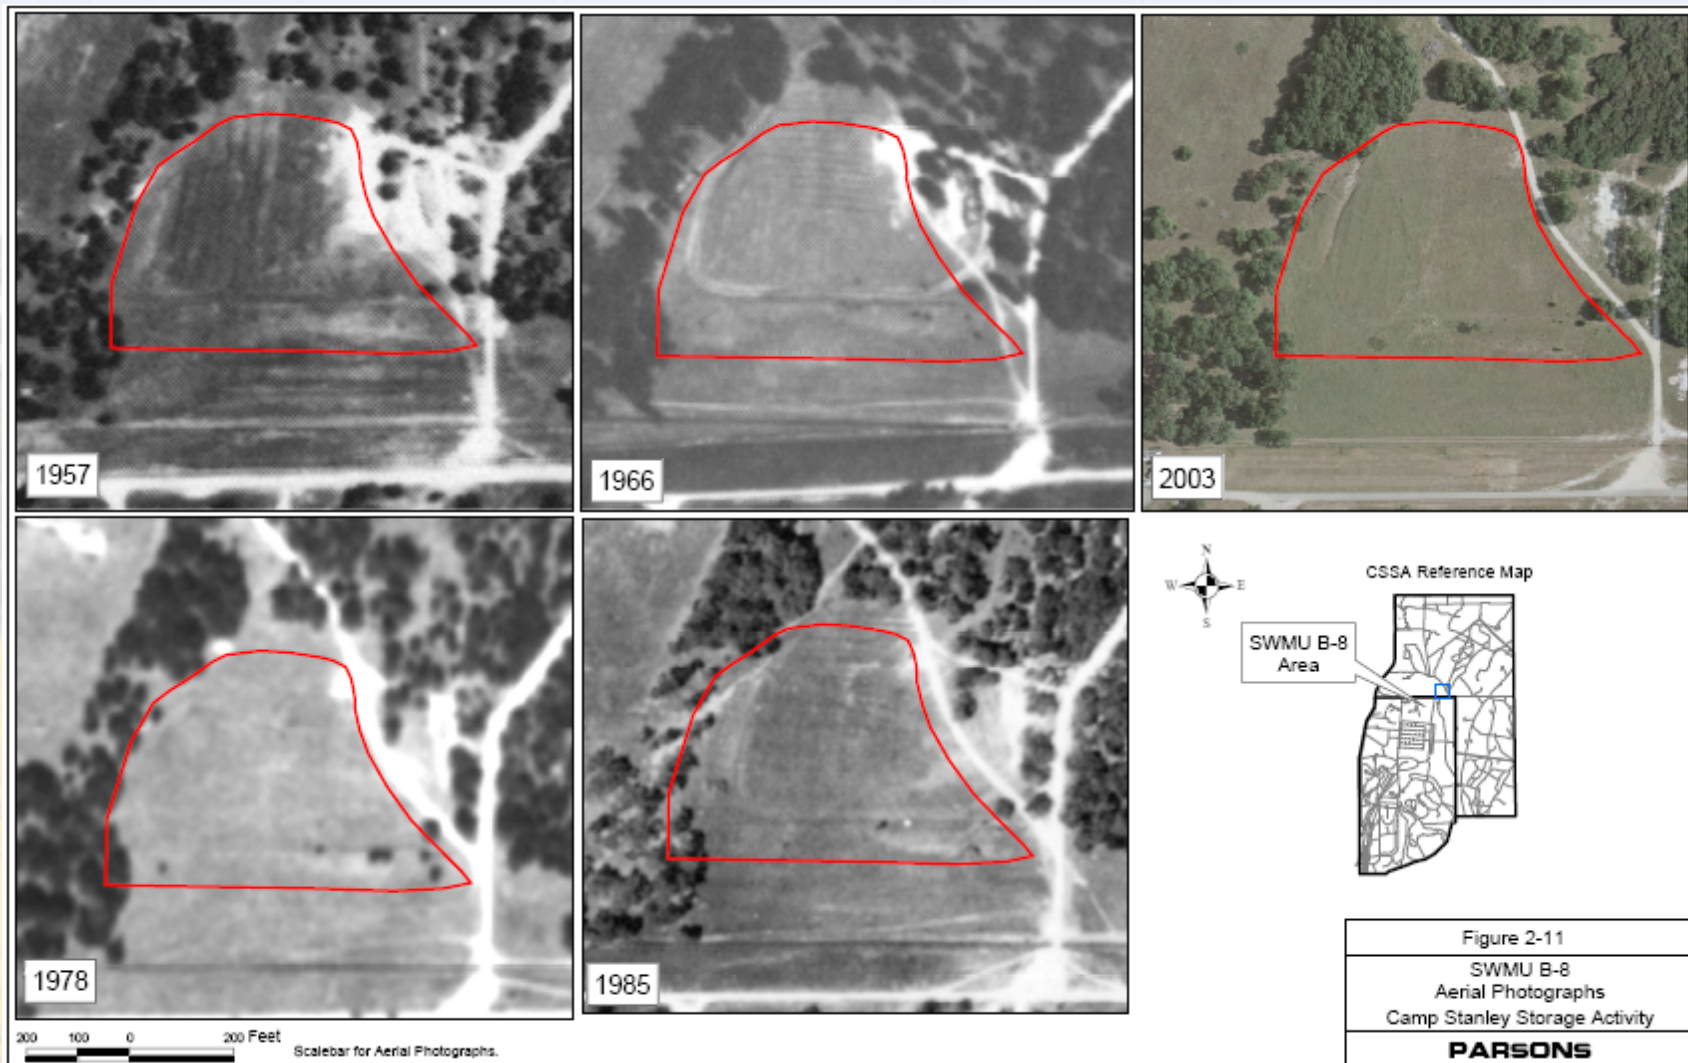 1957
1966
2003
1978
1985
N
W E
S
CSSA Reference Map
SWMU B-8
Area
200 100 0 200 Feet
Scalebar for Aerial Photographs.
Figure 2-11
SWMU B-8
Aerial Photographs
Camp Stanley Storage Activity
PARSONS